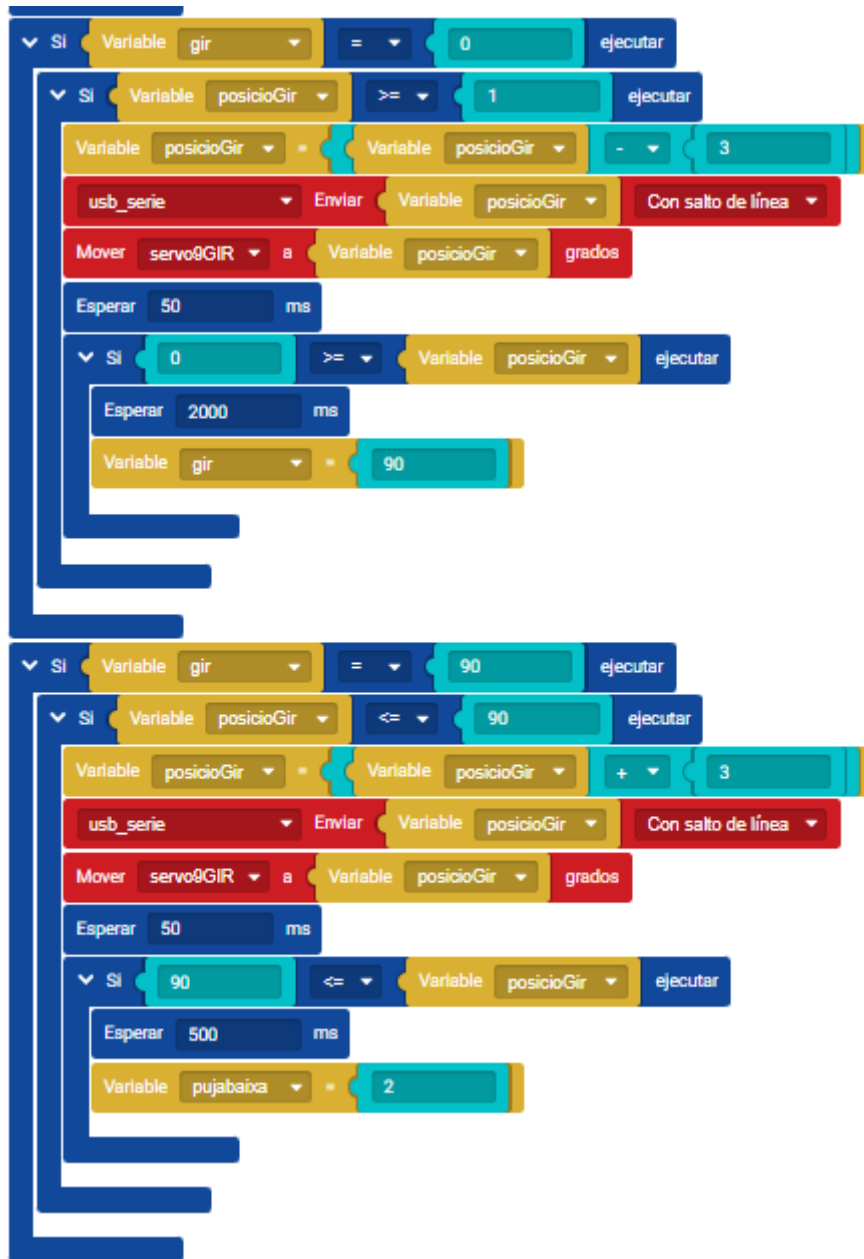 Si Variable gir = 0 ejecutar
Si Variable posicioGir >= 1 ejecutar
Variable posicioGir = Variable posicioGir - 3
usb_serie Enviar Variable posicioGir Con salto de línea
Mover servo9GIR a Variable posicioGir grados
Esperar 50 ms
Si 0 >= Variable posicioGir ejecutar
Esperar 2000 ms
Variable gir = 90
Si Variable gir = 90 ejecutar
Si Variable posicioGir <= 90 ejecutar
Variable posicioGir = Variable posicioGir + 3
usb_serie Enviar Variable posicioGir Con salto de línea
Mover servo9GIR a Variable posicioGir grados
Esperar 50 ms
Si 90 <= Variable posicioGir ejecutar
Esperar 500 ms
Variable pujabaixa = 2